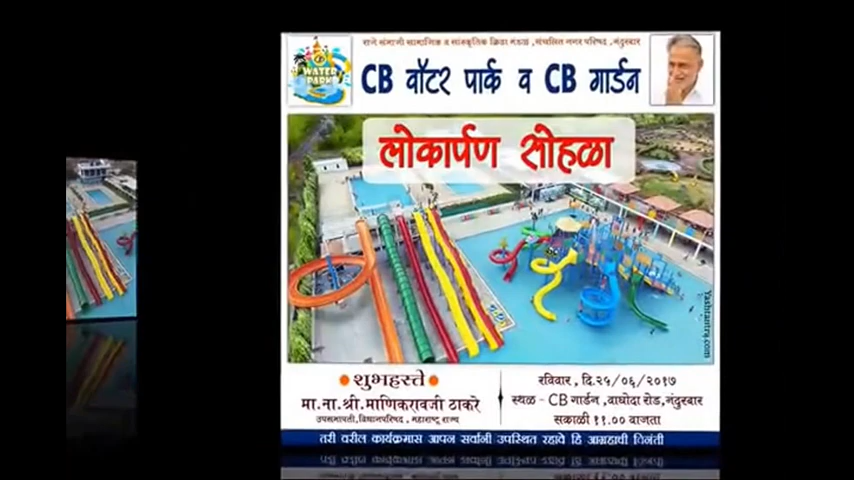 राजे संभाजी सामाजिक व सांस्कृतिक क्रिडा मंडळ, संचलित नगर परिषद, नंदुरबार
CB वॉटर पार्क व CB गार्डन
WATER PARK
लोकार्पण सोहळा
Yashtantra.com
शुभहस्ते
मा.ना.श्री.माणिकरावजी ठाकरे
उपसभापती, विधानपरिषद, महाराष्ट्र राज्य
रविवार, दि.२५/०६/२०१७
स्थळ - CB गार्डन, वाघोदा रोड, नंदुरबार
सकाळी ११.०० वाजता
तरी वरील कार्यक्रमास आपन सर्वांनी उपस्थित रहावे हि आग्रहाची विनंती